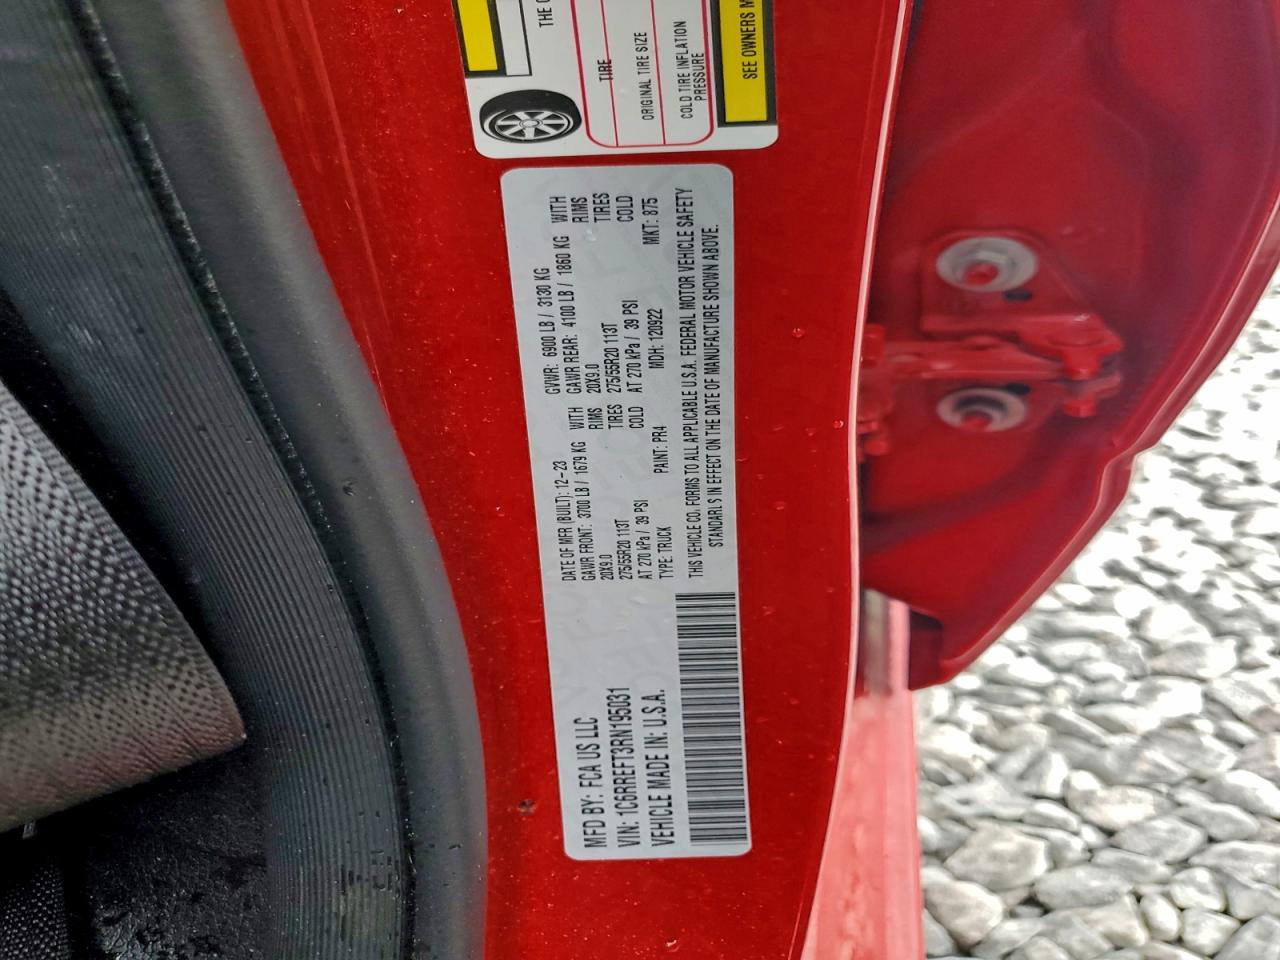 MFD BY: FCA US LLC
VIN: 1C6RREFT3RN195031
VEHICLE MADE IN: U.S.A.
DATE OF MFR (BUILT): 12-23 GVWR: 6900 LB / 3130 KG
GAWR FRONT: 3700 LB / 1679 KG WITH GAWR REAR: 4100 LB / 1860 KG WITH
20X9.0 RIMS 20X9.0 RIMS
275/55R20 113T TIRES 275/55R20 113T TIRES
AT 270 kPa / 39 PSI COLD AT 270 kPa / 39 PSI COLD
TYPE: TRUCK PAINT: PR4 MDH: 120922 MKT: 875
THIS VEHICLE CO. FORMS TO ALL APPLICABLE U.S.A. FEDERAL MOTOR VEHICLE SAFETY
STANDAR.S IN EFFECT ON THE DATE OF MANUFACTURE SHOWN ABOVE.
THE
TIRE
ORIGINAL TIRE SIZE
COLD TIRE INFLATION
PRESSURE
SEE OWNERS